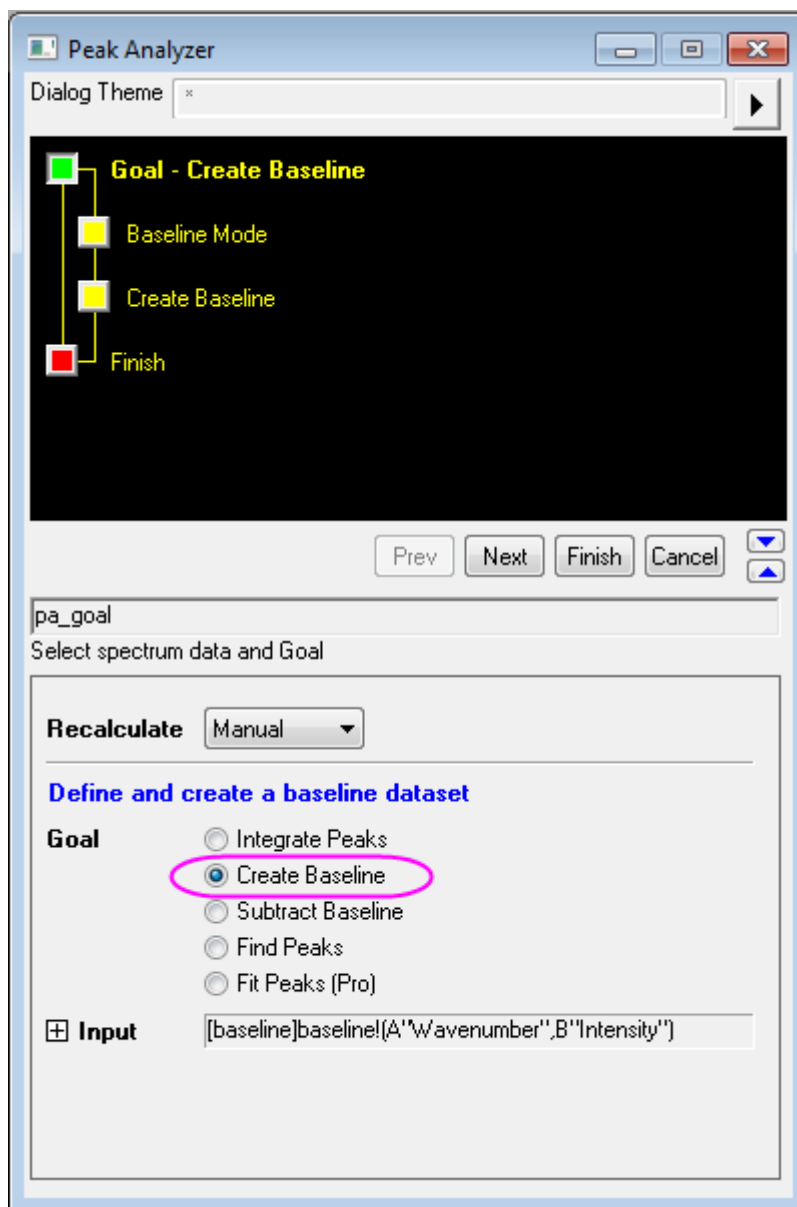 Peak Analyzer
Dialog Theme *
Goal - Create Baseline
Baseline Mode
Create Baseline
Finish
Prev Next Finish Cancel
pa_goal
Select spectrum data and Goal
Recalculate Manual
Define and create a baseline dataset
Goal Integrate Peaks
Create Baseline
Subtract Baseline
Find Peaks
Fit Peaks (Pro)
Input [baseline]baseline!(A"Wavenumber",B"Intensity")